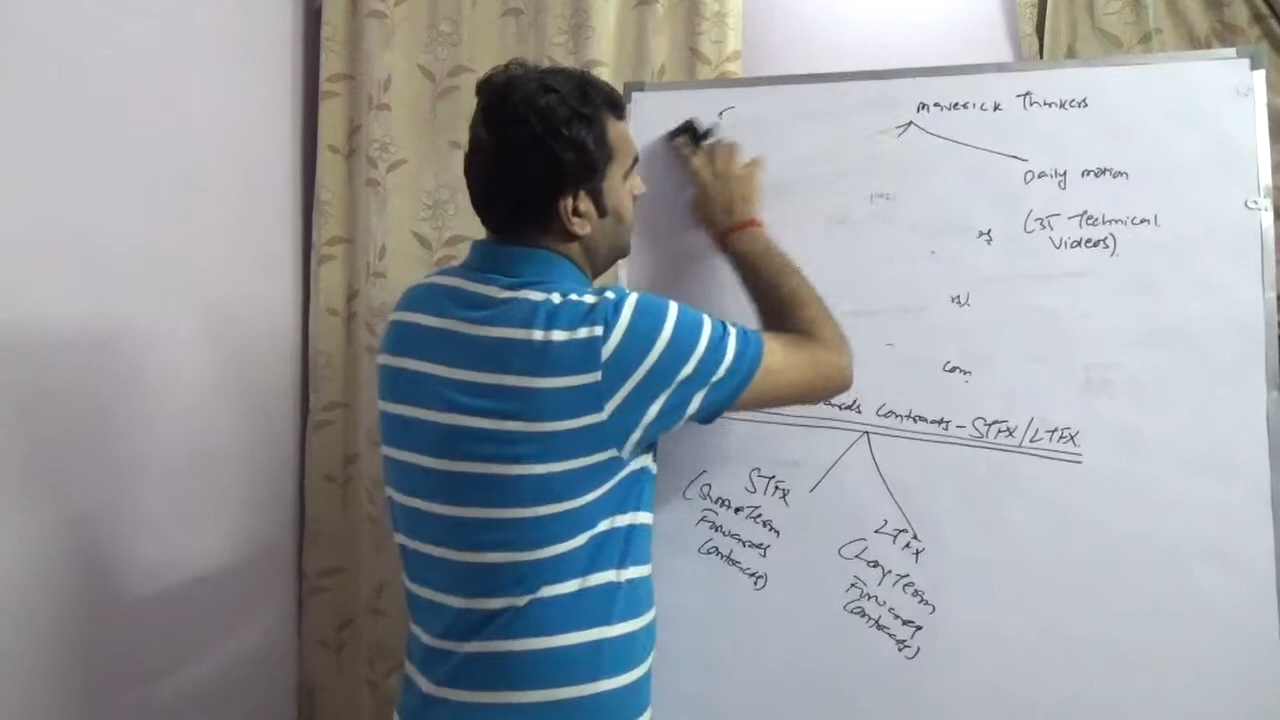 Maverick Thinkers
Daily motion
(35 Technical
Videos)
com
Contracts - STFX/LTFX
STFX
(Short Term
Forwards
Contracts)
LTFX
(Long Term
Forwards
Contracts)